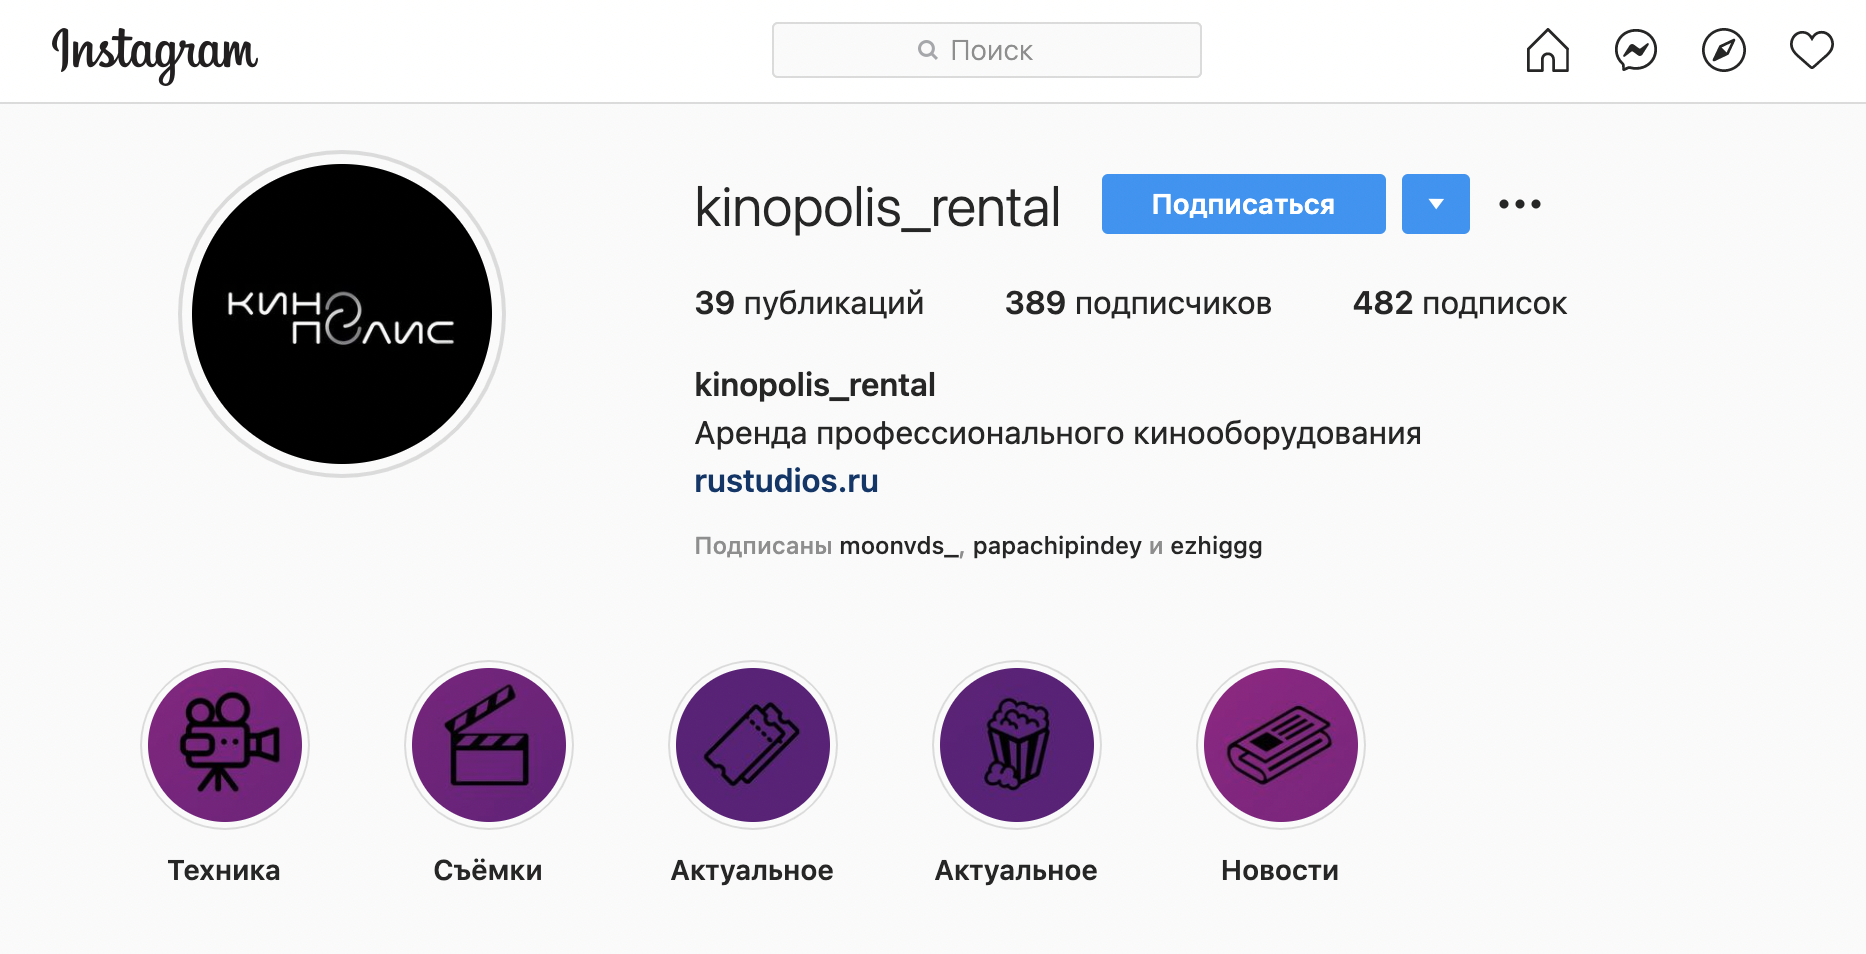 Instagram
Поиск
КИНО
ПОЛИС
kinopolis_rental
Подписаться
39 публикаций
389 подписчиков
482 подписок
kinopolis_rental
Аренда профессионального кинооборудования
rustudios.ru
Подписаны moonvds_, papachipindey и ezhiggg
Техника
Съёмки
Актуальное
Актуальное
Новости